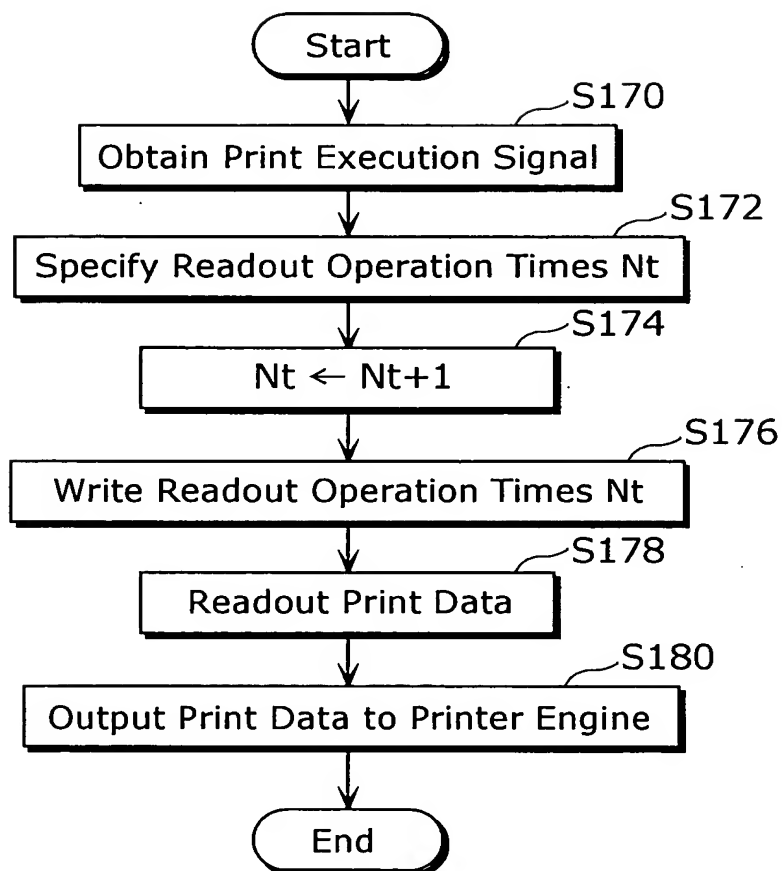 Start
S170
Obtain Print Execution Signal
S172
Specify Readout Operation Times Nt
S174
Nt ← Nt+1
S176
Write Readout Operation Times Nt
S178
Readout Print Data
S180
Output Print Data to Printer Engine
End